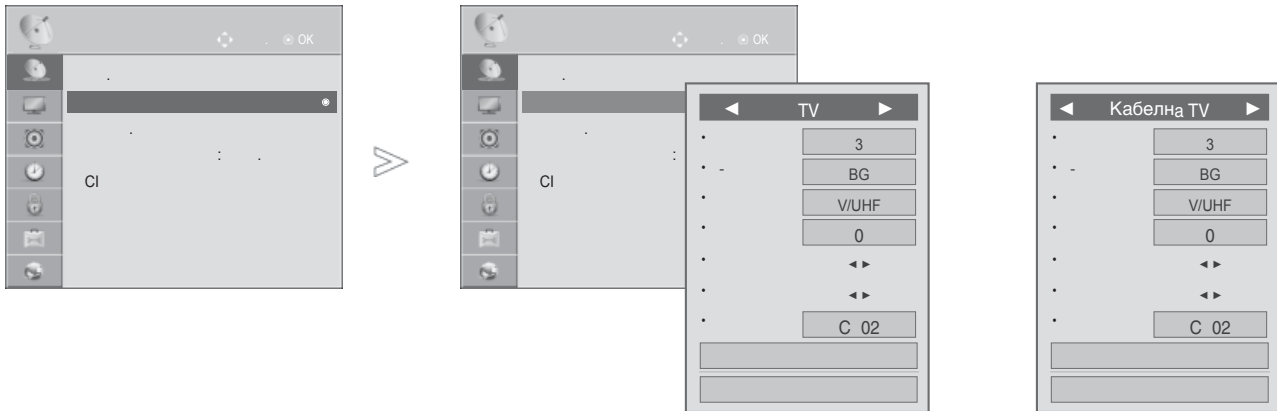 . ⦿ OK
.
.
: .
CI
. ⦿ OK
.
.
:
CI
◄ TV ►
• 3
• - BG
• V/UHF
• 0
• ◄ ►
• ◄ ►
• C 02
◄ Кабелна TV ►
• 3
• - BG
• V/UHF
• 0
• ◄ ►
• ◄ ►
• C 02